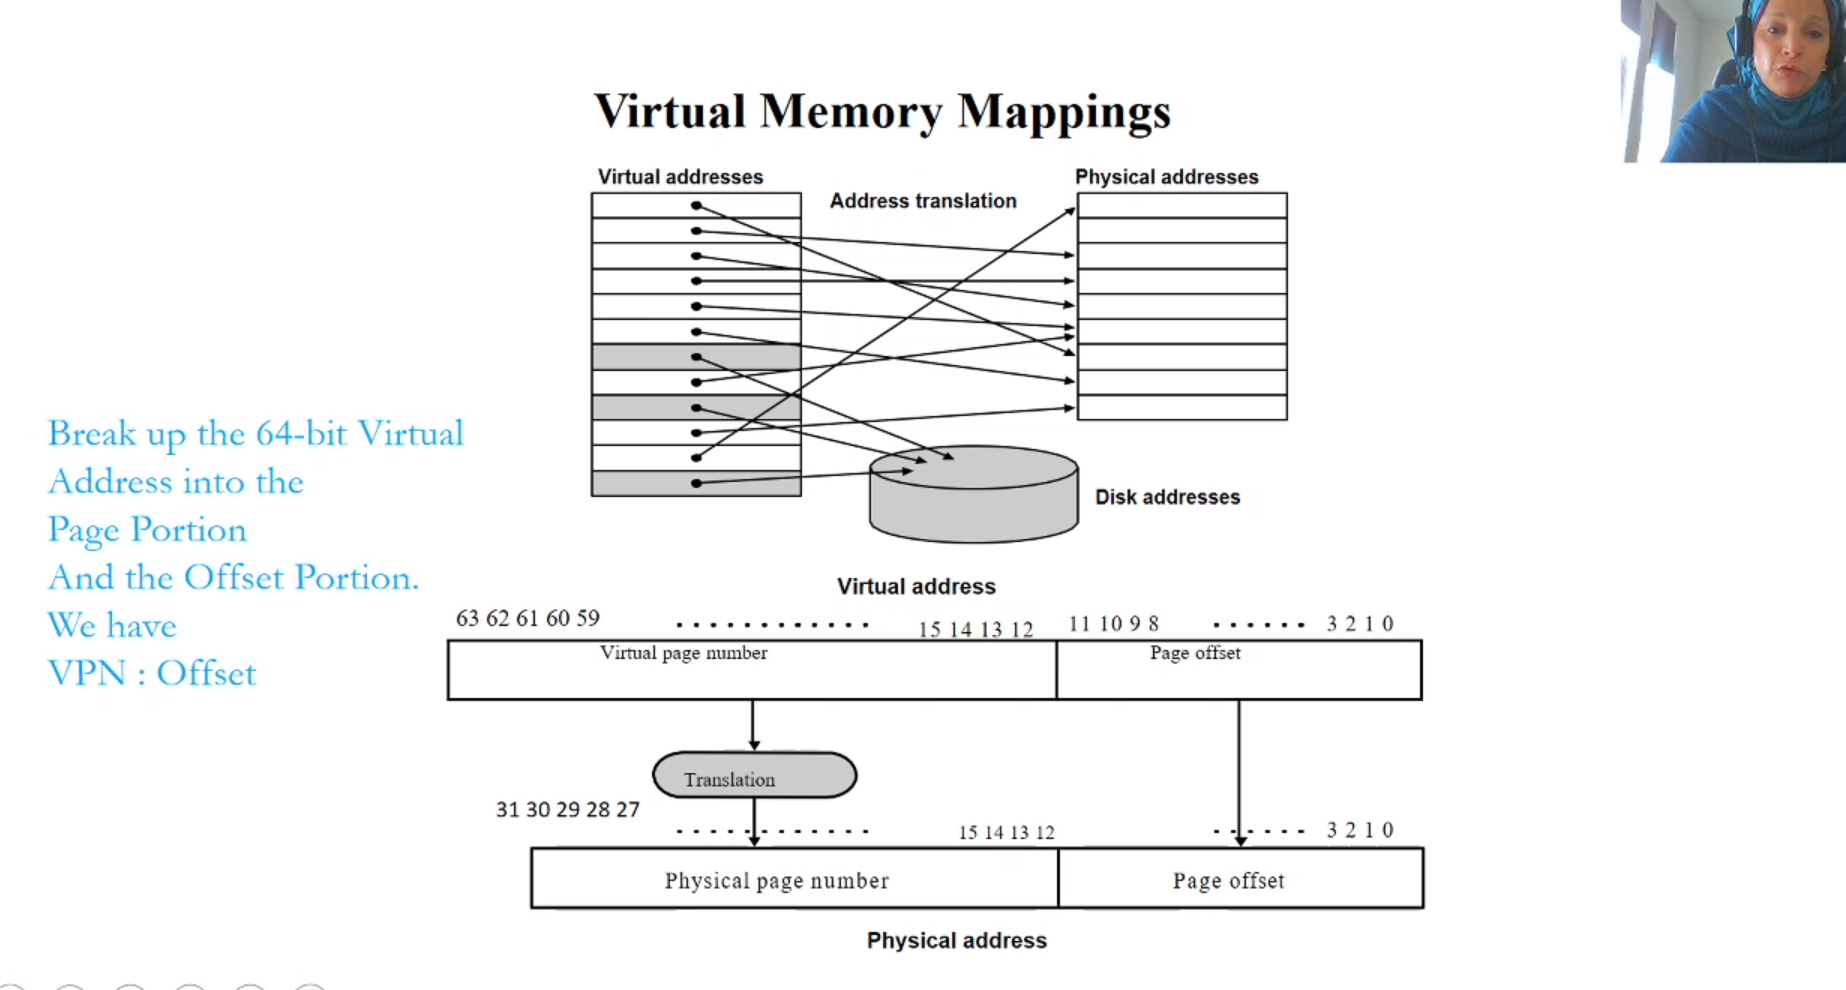 Virtual Memory Mappings
Virtual addresses
Address translation
Physical addresses
Disk addresses
Break up the 64-bit Virtual
Address into the
Page Portion
And the Offset Portion.
We have
VPN : Offset
Virtual address
63 62 61 60 59 . . . . . . . . . . . . 15 14 13 12 11 10 9 8 . . . . . . 3 2 1 0
Virtual page number Page offset
Translation
31 30 29 28 27 . . . . . . . . . . . . 15 14 13 12 . . . . . . 3 2 1 0
Physical page number Page offset
Physical address